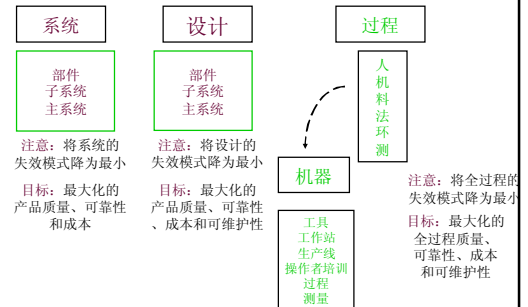 系统
部件
子系统
主系统
注意：将系统的
失效模式降为最小
目标：最大化的
产品质量、可靠性
和成本
设计
部件
子系统
主系统
注意：将设计的
失效模式降为最小
目标：最大化的
产品质量、可靠性
、成本和可维护性
过程
人
机
料
法
环
测
机器
工具
工作站
生产线
操作者培训
过程
测量
注意：将全过程的
失效模式降为最小
目标：最大化的
全过程质量、
可靠性、成本
和可维护性